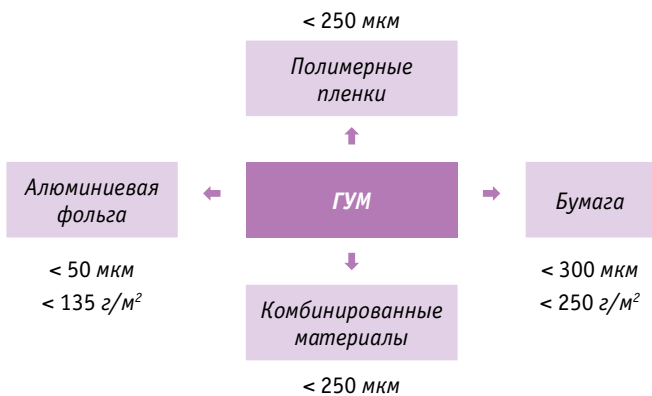 < 250 мкм
Полимерные
пленки
Алюминиевая
фольга
< 50 мкм
< 135 г/м²
ГУМ
Бумага
< 300 мкм
< 250 г/м²
Комбинированные
материалы
< 250 мкм